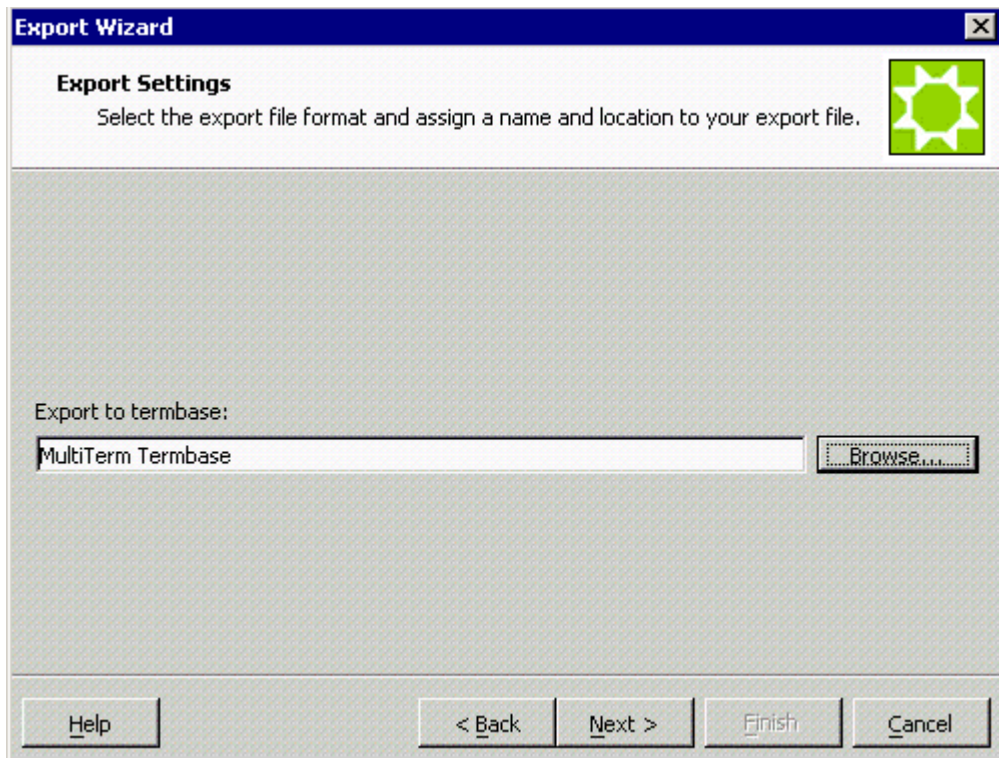 Export Wizard
Export Settings
Select the export file format and assign a name and location to your export file.
Export to termbase:
MultiTerm Termbase
Browse...
Help
< Back
Next >
Finish
Cancel